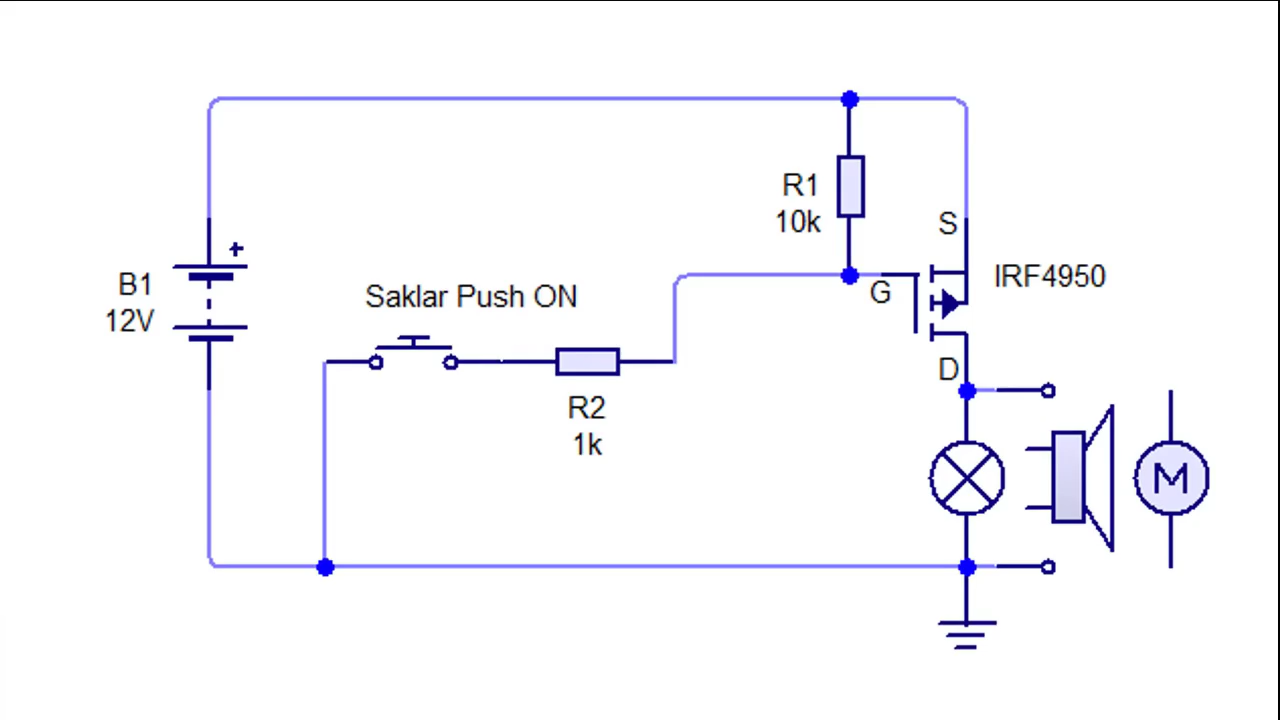 R1
10k
S
IRF4950
G
+
B1
12V
Saklar Push ON
D
R2
1k
M